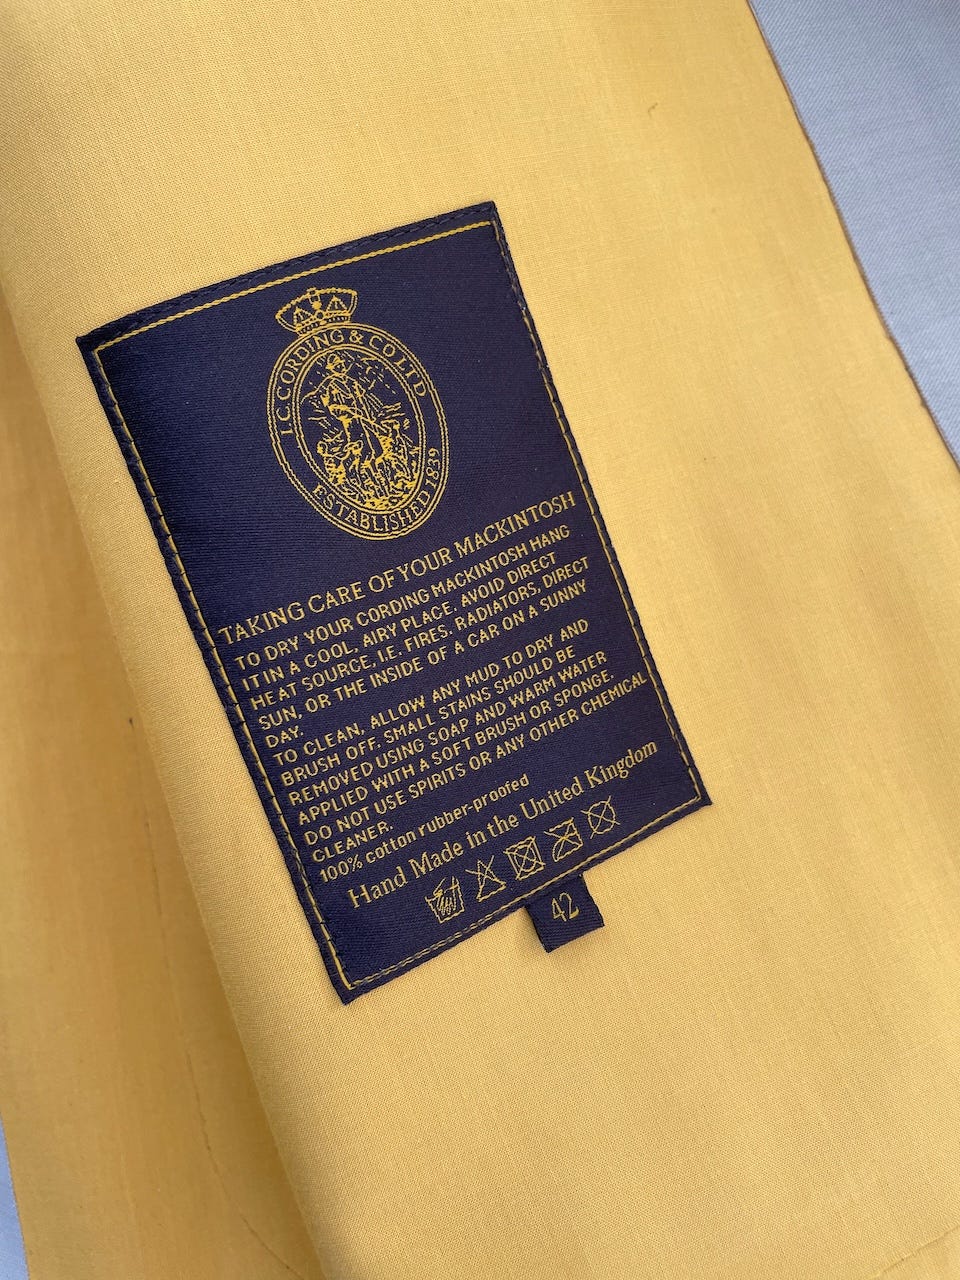 J.C. CORDING & CO LTD
ESTABLISHED 1839
TAKING CARE OF YOUR MACKINTOSH
TO DRY YOUR CORDING MACKINTOSH HANG
IT IN A COOL, AIRY PLACE. AVOID DIRECT
HEAT SOURCE, I.E. FIRES. RADIATORS, DIRECT
SUN, OR THE INSIDE OF A CAR ON A SUNNY
DAY.
TO CLEAN, ALLOW ANY MUD TO DRY AND
BRUSH OFF. SMALL STAINS SHOULD BE
REMOVED USING SOAP AND WARM WATER
APPLIED WITH A SOFT BRUSH OR SPONGE.
DO NOT USE SPIRITS OR ANY OTHER CHEMICAL
CLEANER.
100% cotton rubber-proofed
Hand Made in the United Kingdom
42